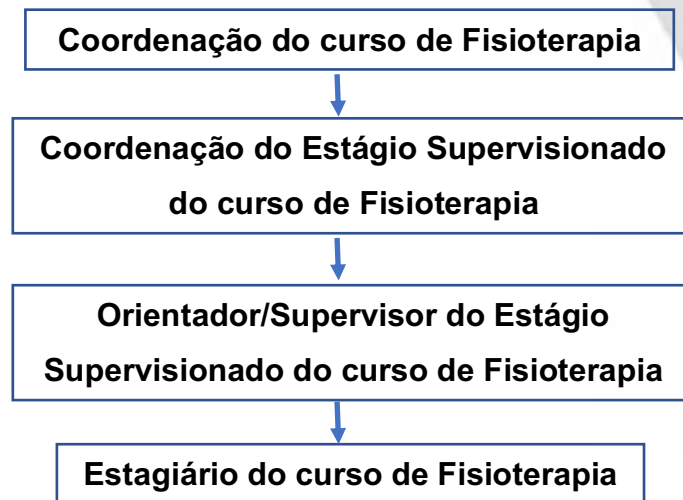 Coordenação do curso de Fisioterapia
Coordenação do Estágio Supervisionado
do curso de Fisioterapia
Orientador/Supervisor do Estágio
Supervisionado do curso de Fisioterapia
Estagiário do curso de Fisioterapia